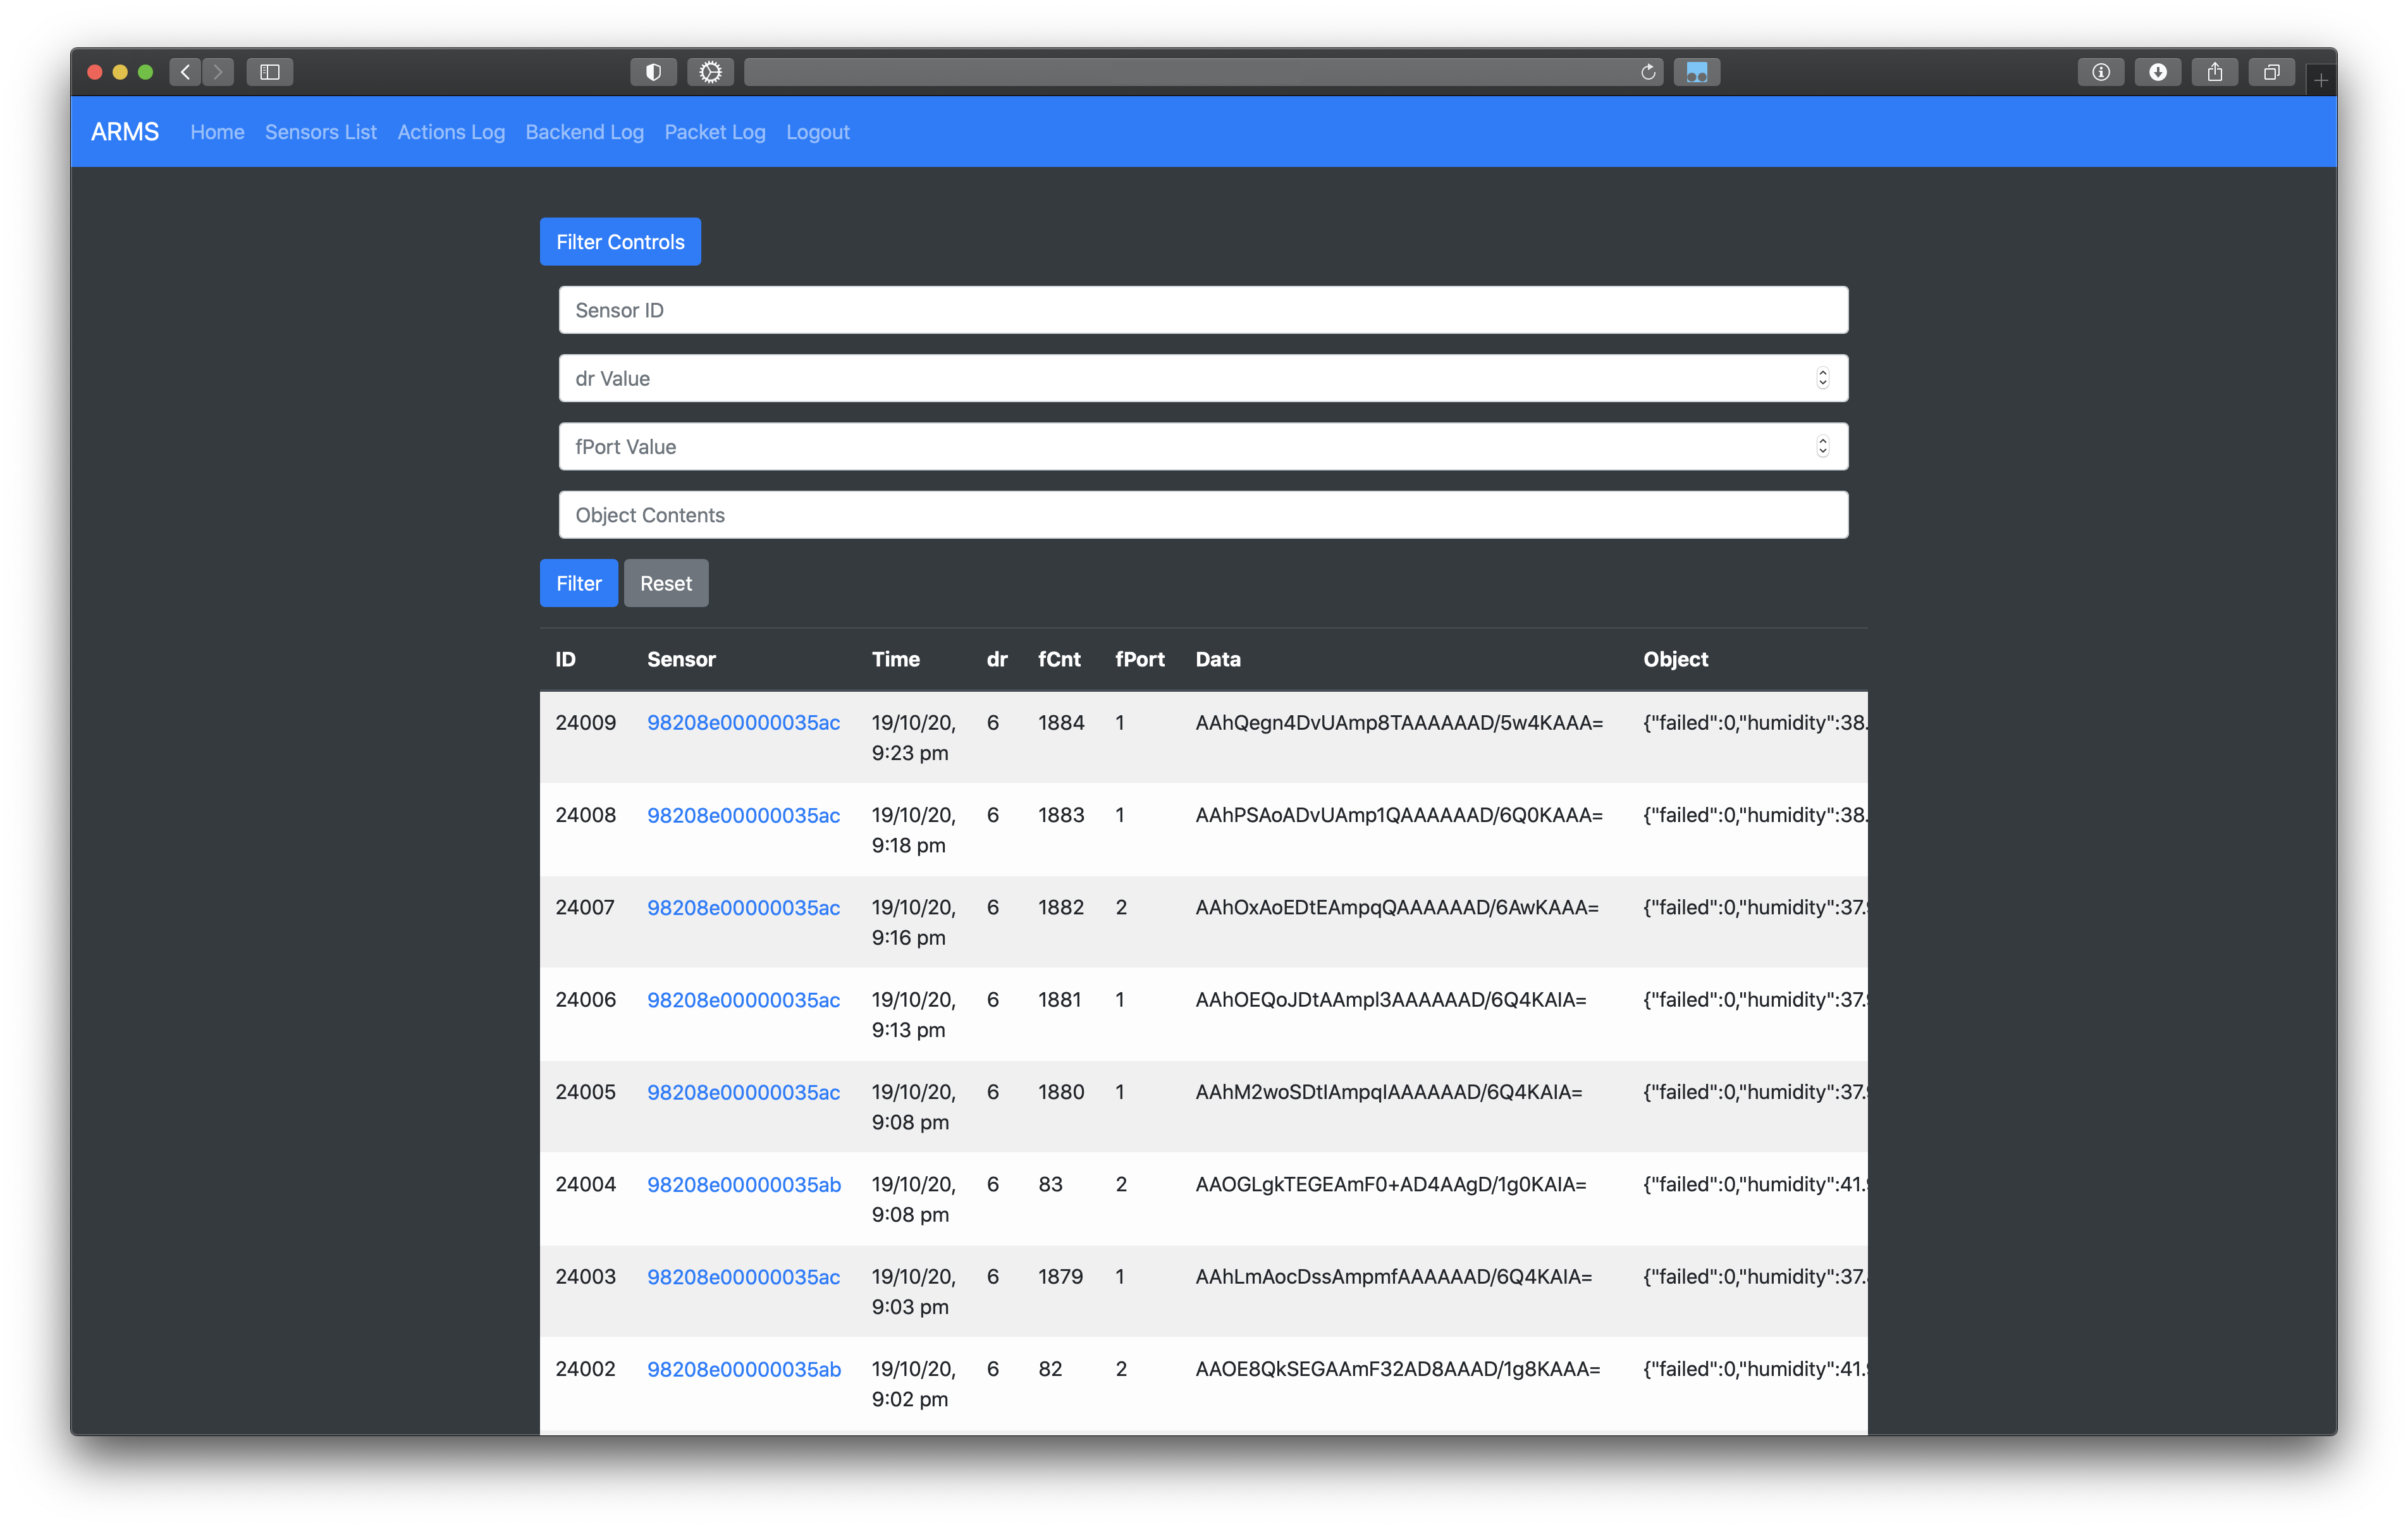 ARMS Home Sensors List Actions Log Backend Log Packet Log Logout
Filter Controls
Sensor ID
dr Value
fPort Value
Object Contents
Filter Reset
ID Sensor Time dr fCnt fPort Data Object
24009 98208e00000035ac 19/10/20, 6 1884 1 AAhQegn4DvUAmp8TAAAAAAD/5w4KAAA= {"failed":0,"humidity":38.
9:23 pm
24008 98208e00000035ac 19/10/20, 6 1883 1 AAhPSAoADvUAmp1QAAAAAAD/6Q0KAAA= {"failed":0,"humidity":38.
9:18 pm
24007 98208e00000035ac 19/10/20, 6 1882 2 AAhOxAoEDtEAmpqQAAAAAAD/6AwKAAA= {"failed":0,"humidity":37.9
9:16 pm
24006 98208e00000035ac 19/10/20, 6 1881 1 AAhOEQoJDtAAmpl3AAAAAAD/6Q4KAIA= {"failed":0,"humidity":37.9
9:13 pm
24005 98208e00000035ac 19/10/20, 6 1880 1 AAhM2woSDtIAmpqIAAAAAAD/6Q4KAIA= {"failed":0,"humidity":37.9
9:08 pm
24004 98208e00000035ab 19/10/20, 6 83 2 AAOGLgkTEGEAmF0+AD4AAgD/1g0KAIA= {"failed":0,"humidity":41.9
9:08 pm
24003 98208e00000035ac 19/10/20, 6 1879 1 AAhLmAocDssAmpmfAAAAAAD/6Q4KAIA= {"failed":0,"humidity":37.
9:03 pm
24002 98208e00000035ab 19/10/20, 6 82 2 AAOE8QkSEGAAmF32AD8AAAD/1g8KAAA= {"failed":0,"humidity":41.9
9:02 pm